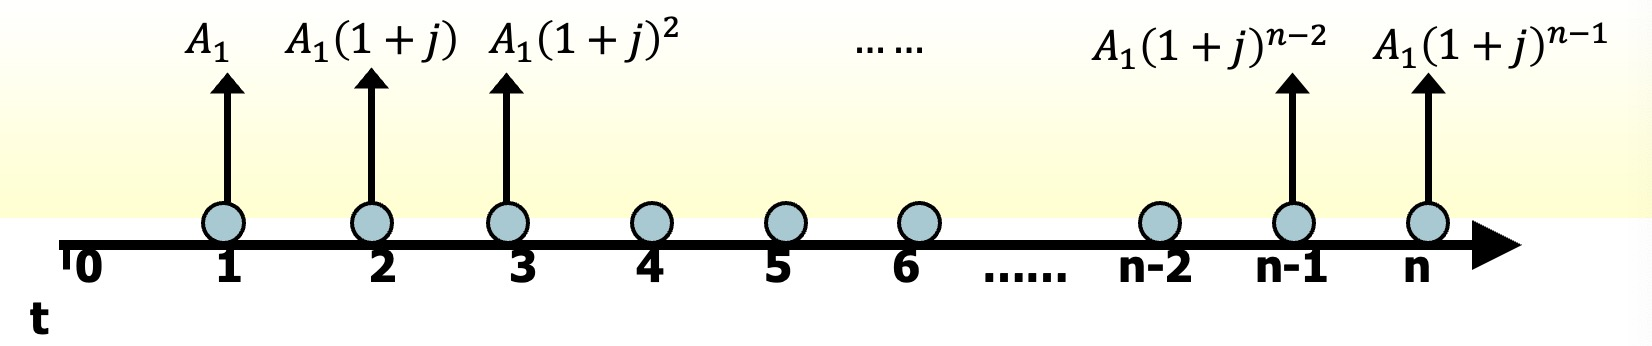 A₁ A₁(1 + j) A₁(1 + j)² …… A₁(1 + j)ⁿ⁻² A₁(1 + j)ⁿ⁻¹
0 1 2 3 4 5 6 …… n-2 n-1 n
t